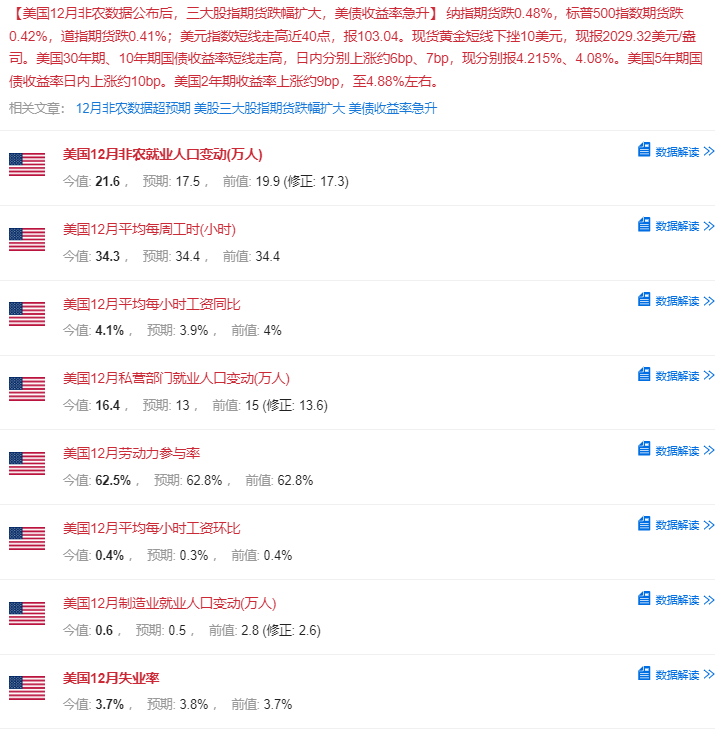 【美国12月非农数据公布后，三大股指期货跌幅扩大，美债收益率急升】 纳指期货跌0.48%，标普500指数期货跌
0.42%，道指期货跌0.41%；美元指数短线走高近40点，报103.04。现货黄金短线下挫10美元，现报2029.32美元/盎
司。美国30年期、10年期国债收益率短线走高，日内分别上涨约6bp、7bp，现分别报4.215%、4.08%。美国5年期国
债收益率日内上涨约10bp。美国2年期收益率上涨约9bp，至4.88%左右。
相关文章： 12月非农数据超预期 美股三大股指期货跌幅扩大 美债收益率急升
美国12月非农就业人口变动(万人) 数据解读
今值: 21.6， 预期: 17.5， 前值: 19.9 (修正: 17.3)
美国12月平均每周工时(小时) 数据解读
今值: 34.3， 预期: 34.4， 前值: 34.4
美国12月平均每小时工资同比 数据解读
今值: 4.1%， 预期: 3.9%， 前值: 4%
美国12月私营部门就业人口变动(万人) 数据解读
今值: 16.4， 预期: 13， 前值: 15 (修正: 13.6)
美国12月劳动力参与率 数据解读
今值: 62.5%， 预期: 62.8%， 前值: 62.8%
美国12月平均每小时工资环比 数据解读
今值: 0.4%， 预期: 0.3%， 前值: 0.4%
美国12月制造业就业人口变动(万人) 数据解读
今值: 0.6， 预期: 0.5， 前值: 2.8 (修正: 2.6)
美国12月失业率 数据解读
今值: 3.7%， 预期: 3.8%， 前值: 3.7%